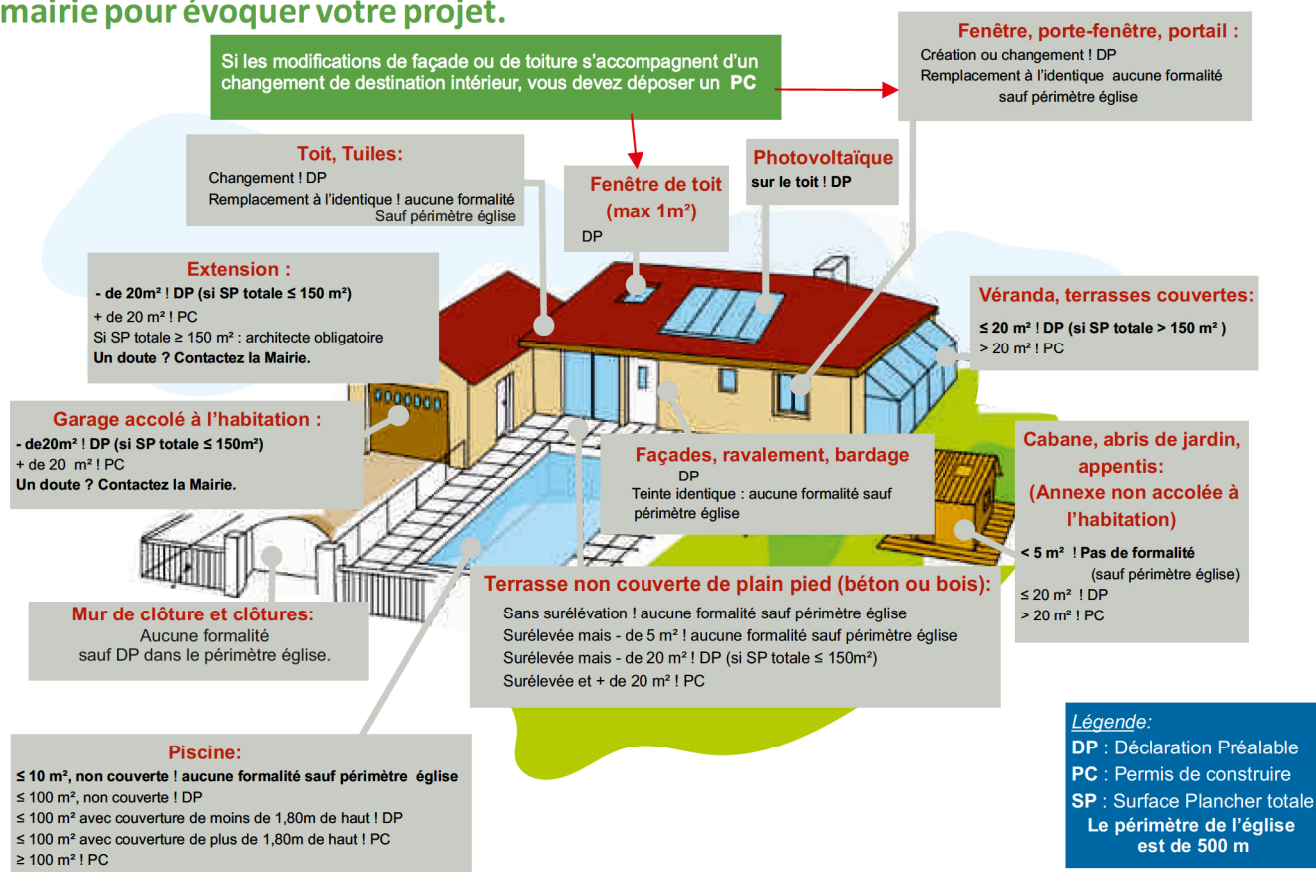 mairie pour évoquer votre projet.
Si les modifications de façade ou de toiture s'accompagnent d'un
changement de destination intérieur, vous devez déposer un PC
Fenêtre, porte-fenêtre, portail :
Création ou changement ! DP
Remplacement à l'identique aucune formalité
sauf périmètre église
Toit, Tuiles:
Changement ! DP
Remplacement à l'identique ! aucune formalité
Sauf périmètre église
Fenêtre de toit
(max 1m²)
DP
Photovoltaïque
sur le toit ! DP
Extension :
- de 20m² ! DP (si SP totale ≤ 150 m²)
+ de 20 m² ! PC
Si SP totale ≥ 150 m² : architecte obligatoire
Un doute ? Contactez la Mairie.
Véranda, terrasses couvertes:
≤ 20 m² ! DP (si SP totale > 150 m² )
> 20 m² ! PC
Garage accolé à l'habitation :
- de20m² ! DP (si SP totale ≤ 150m²)
+ de 20 m² ! PC
Un doute ? Contactez la Mairie.
Façades, ravalement, bardage
DP
Teinte identique : aucune formalité sauf
périmètre église
Cabane, abris de jardin,
appentis:
(Annexe non accolée à
l'habitation)
< 5 m² ! Pas de formalité
(sauf périmètre église)
≤ 20 m² ! DP
> 20 m² ! PC
Mur de clôture et clôtures:
Aucune formalité
sauf DP dans le périmètre église.
Terrasse non couverte de plain pied (béton ou bois):
Sans surélévation ! aucune formalité sauf périmètre église
Surélevée mais - de 5 m² ! aucune formalité sauf périmètre église
Surélevée mais - de 20 m² ! DP (si SP totale ≤ 150m²)
Surélevée et + de 20 m² ! PC
Piscine:
≤ 10 m², non couverte ! aucune formalité sauf périmètre église
≤ 100 m², non couverte ! DP
≤ 100 m² avec couverture de moins de 1,80m de haut ! DP
≤ 100 m² avec couverture de plus de 1,80m de haut ! PC
≥ 100 m² ! PC
Légende:
DP : Déclaration Préalable
PC : Permis de construire
SP : Surface Plancher totale
Le périmètre de l'église
est de 500 m